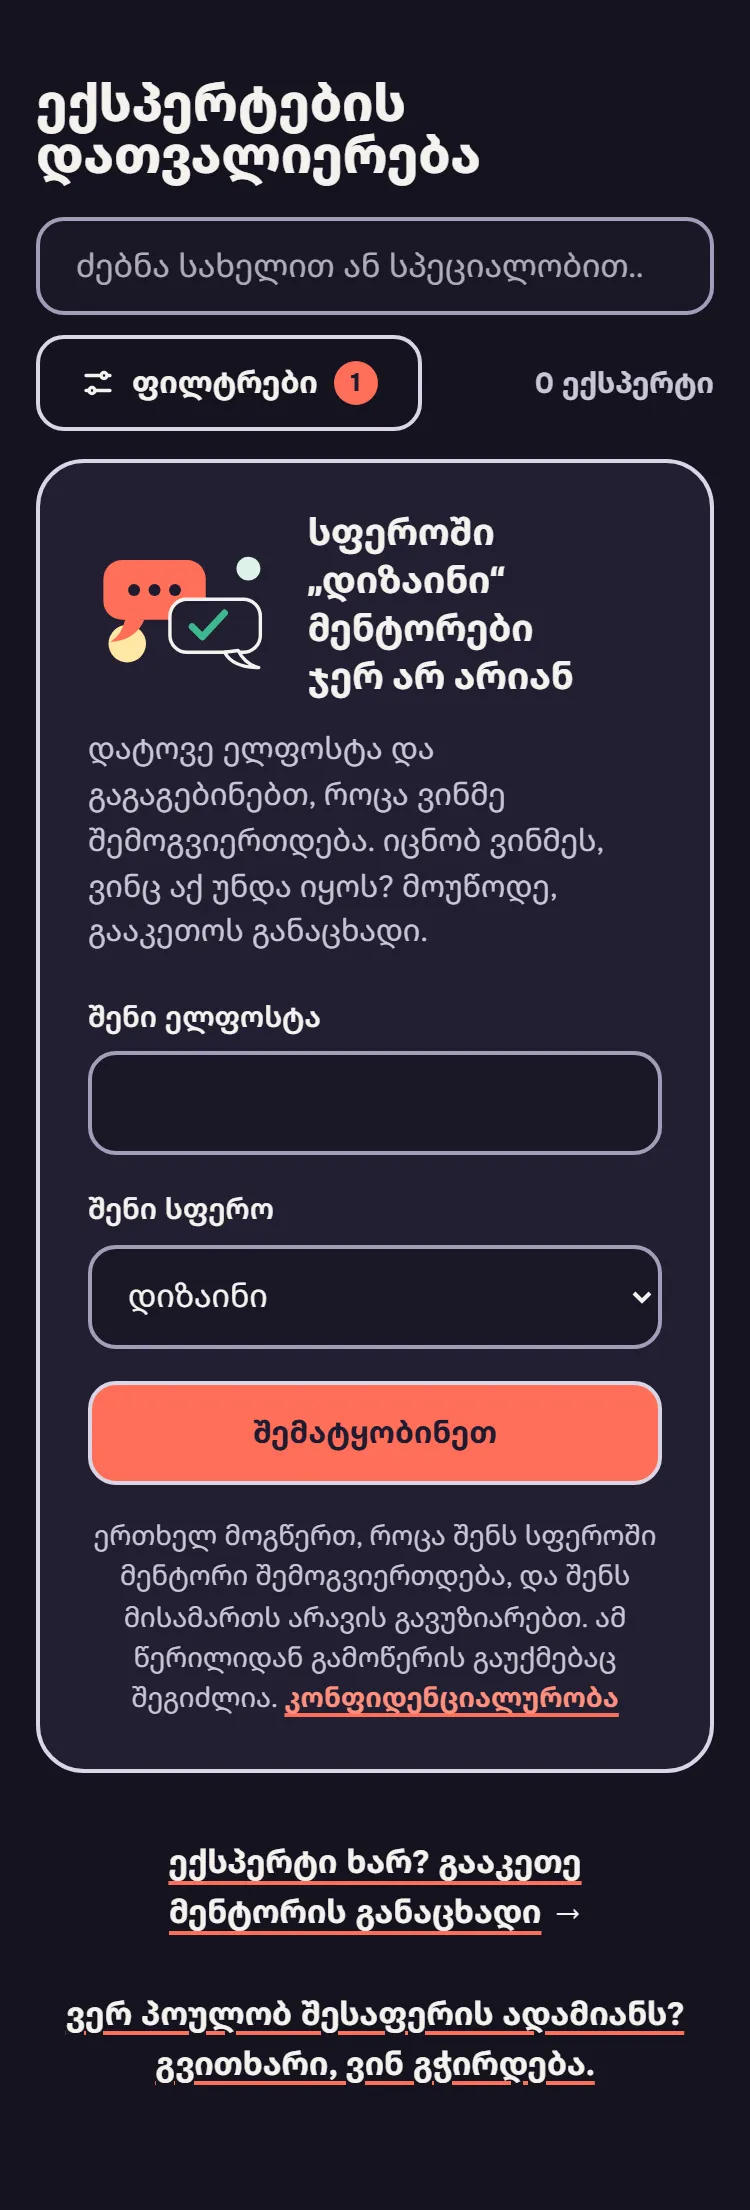 ექსპერტების
დათვალიერება
ძებნა სახელით ან სპეციალობით..
ფილტრები 1
0 ექსპერტი
სფეროში
„დიზაინი“
მენტორები
ჯერ არ არიან
დატოვე ელფოსტა და
გაგაგებინებთ, როცა ვინმე
შემოგვიერთდება. იცნობ ვინმეს,
ვინც აქ უნდა იყოს? მოუწოდე,
გააკეთოს განაცხადი.
შენი ელფოსტა
შენი სფერო
დიზაინი
შემატყობინეთ
ერთხელ მოგწერთ, როცა შენს სფეროში
მენტორი შემოგვიერთდება, და შენს
მისამართს არავის გავუზიარებთ. ამ
წერილიდან გამოწერის გაუქმებაც
შეგიძლია. კონფიდენციალურობა
ექსპერტი ხარ? გააკეთე
მენტორის განაცხადი →
ვერ პოულობ შესაფერის ადამიანს?
გვითხარი, ვინ გჭირდება.